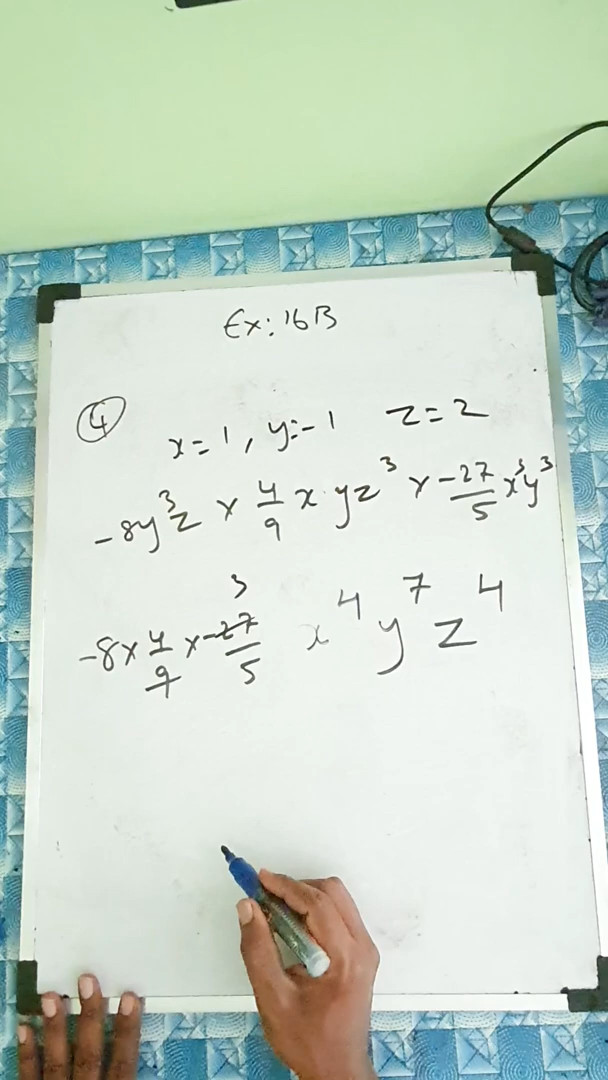 Ex: 16B
4 x=1, y=-1 z=2
-8y³z × 4/9 x yz³ × -27/5 x³y³
-8 × 4/9 × -27/5 3 x⁴ y⁷ z⁴